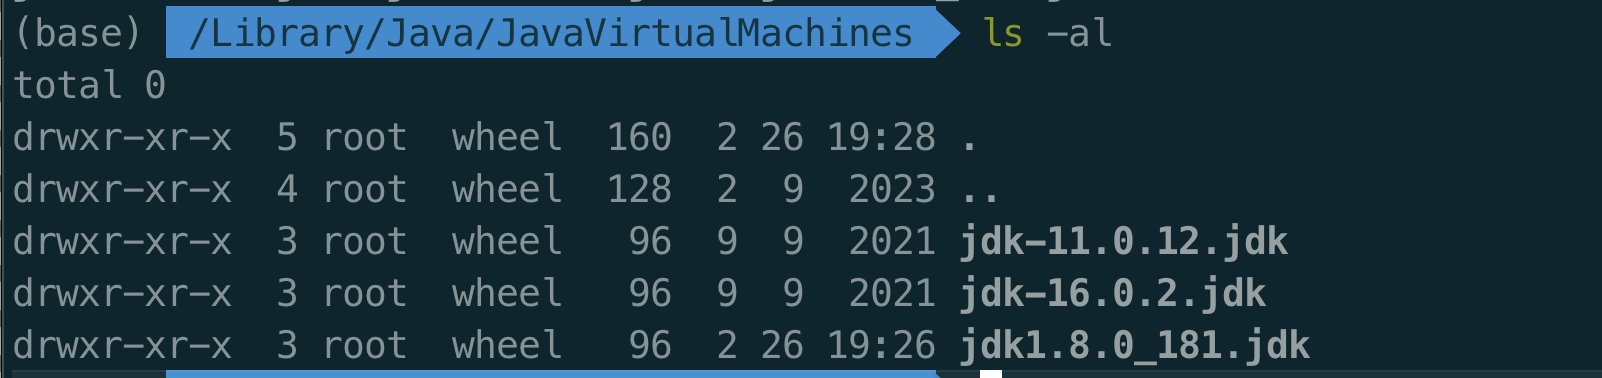 (base) /Library/Java/JavaVirtualMachines ls -al
total 0
drwxr-xr-x  5 root  wheel  160  2 26 19:28 .
drwxr-xr-x  4 root  wheel  128  2  9  2023 ..
drwxr-xr-x  3 root  wheel   96  9  9  2021 jdk-11.0.12.jdk
drwxr-xr-x  3 root  wheel   96  9  9  2021 jdk-16.0.2.jdk
drwxr-xr-x  3 root  wheel   96  2 26 19:26 jdk1.8.0_181.jdk